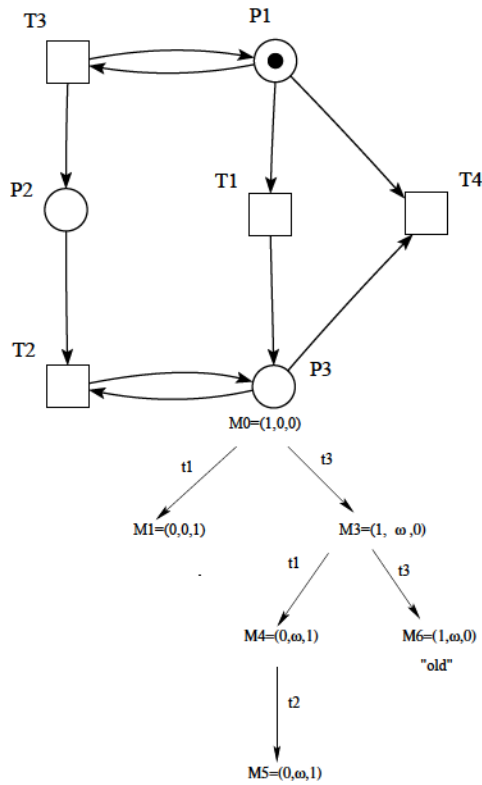 T3
P1
P2
T1
T4
T2
P3
M0=(1,0,0)
t1
t3
M1=(0,0,1)
M3=(1, ω,0)
t1
t3
M4=(0,ω,1)
M6=(1,ω,0)
"old"
t2
M5=(0,ω,1)